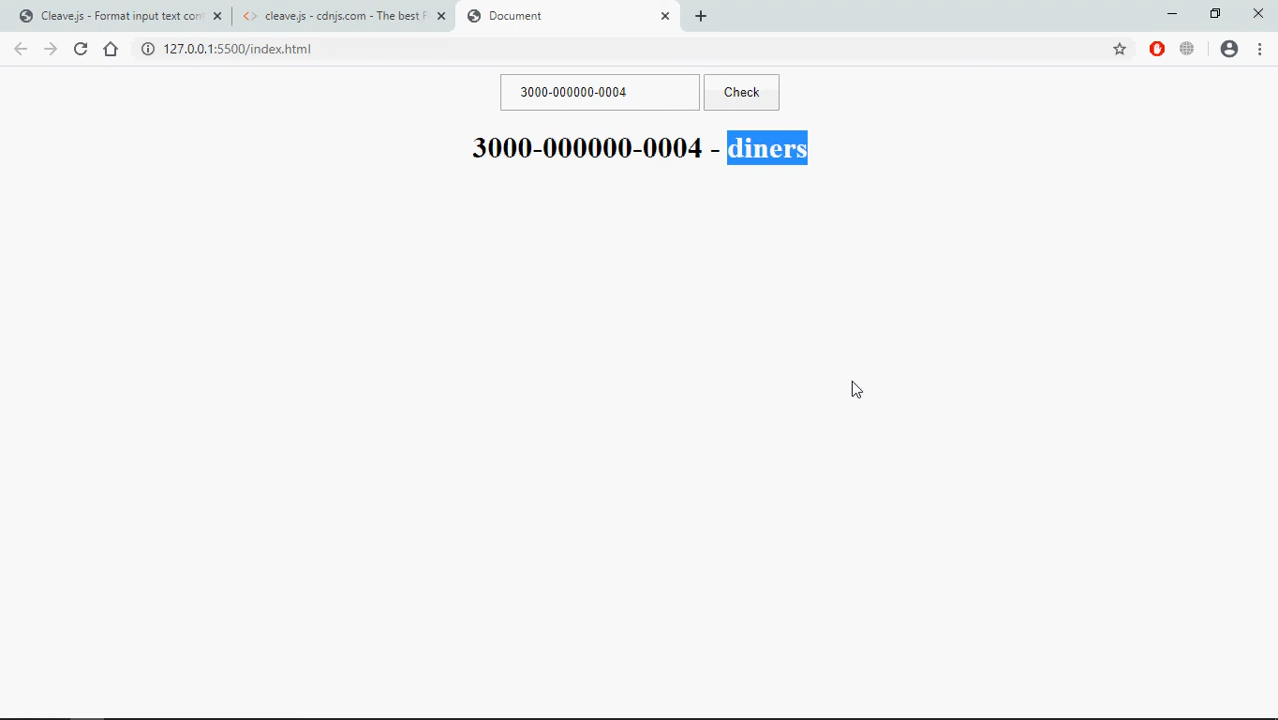 Cleave.js - Format input text con
cleave.js - cdnjs.com - The best F
Document
127.0.0.1:5500/index.html
3000-000000-0004
Check
3000-000000-0004 - diners